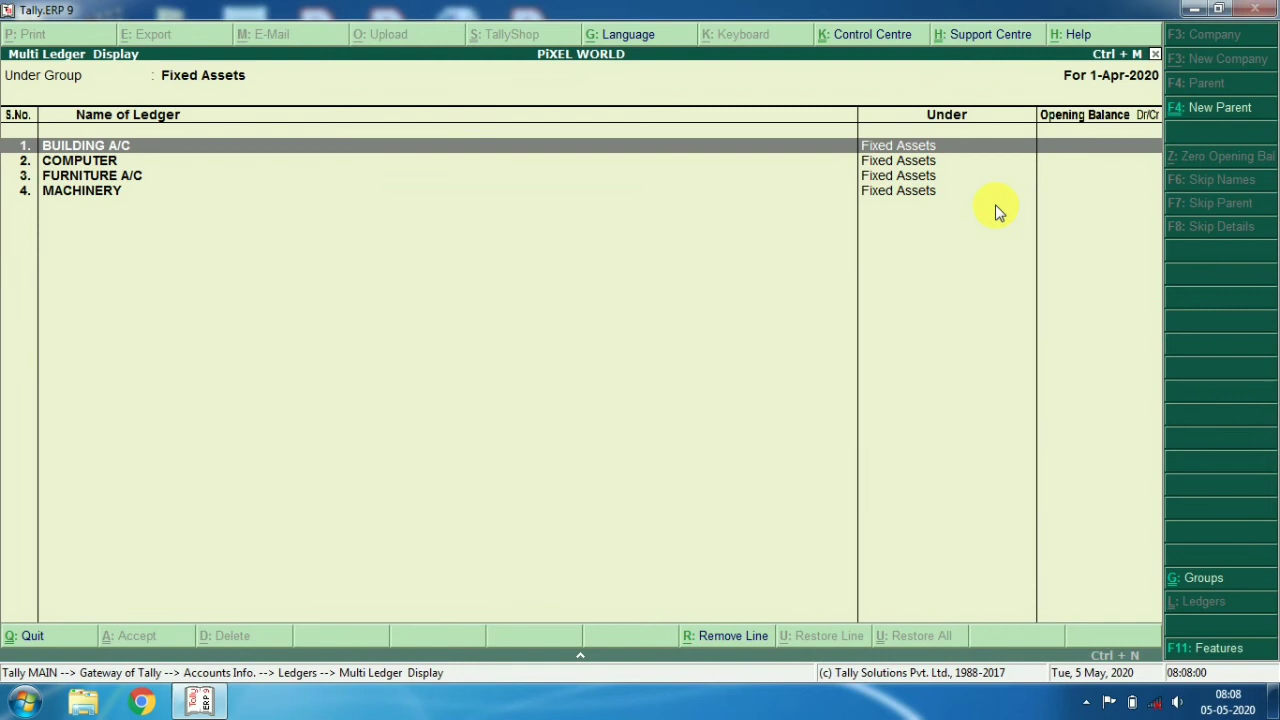 Tally.ERP 9
P: Print E: Export M: E-Mail O: Upload S: TallyShop G: Language K: Keyboard K: Control Centre H: Support Centre H: Help
Multi Ledger Display PiXEL WORLD Ctrl + M
Under Group : Fixed Assets For 1-Apr-2020
S.No. Name of Ledger Under Opening Balance Dr/Cr
1. BUILDING A/C Fixed Assets
2. COMPUTER Fixed Assets
3. FURNITURE A/C Fixed Assets
4. MACHINERY Fixed Assets
F3: Company
F3: New Company
F4: Parent
F4: New Parent
Z: Zero Opening Bal
F6: Skip Names
F7: Skip Parent
F8: Skip Details
G: Groups
L: Ledgers
F11: Features
Q: Quit A: Accept D: Delete R: Remove Line U: Restore Line U: Restore All
Ctrl + N
Tally MAIN --> Gateway of Tally --> Accounts Info. --> Ledgers --> Multi Ledger Display (c) Tally Solutions Pvt. Ltd., 1988-2017 Tue, 5 May, 2020 08:08:00
Tally ERP 9
08:08
05-05-2020